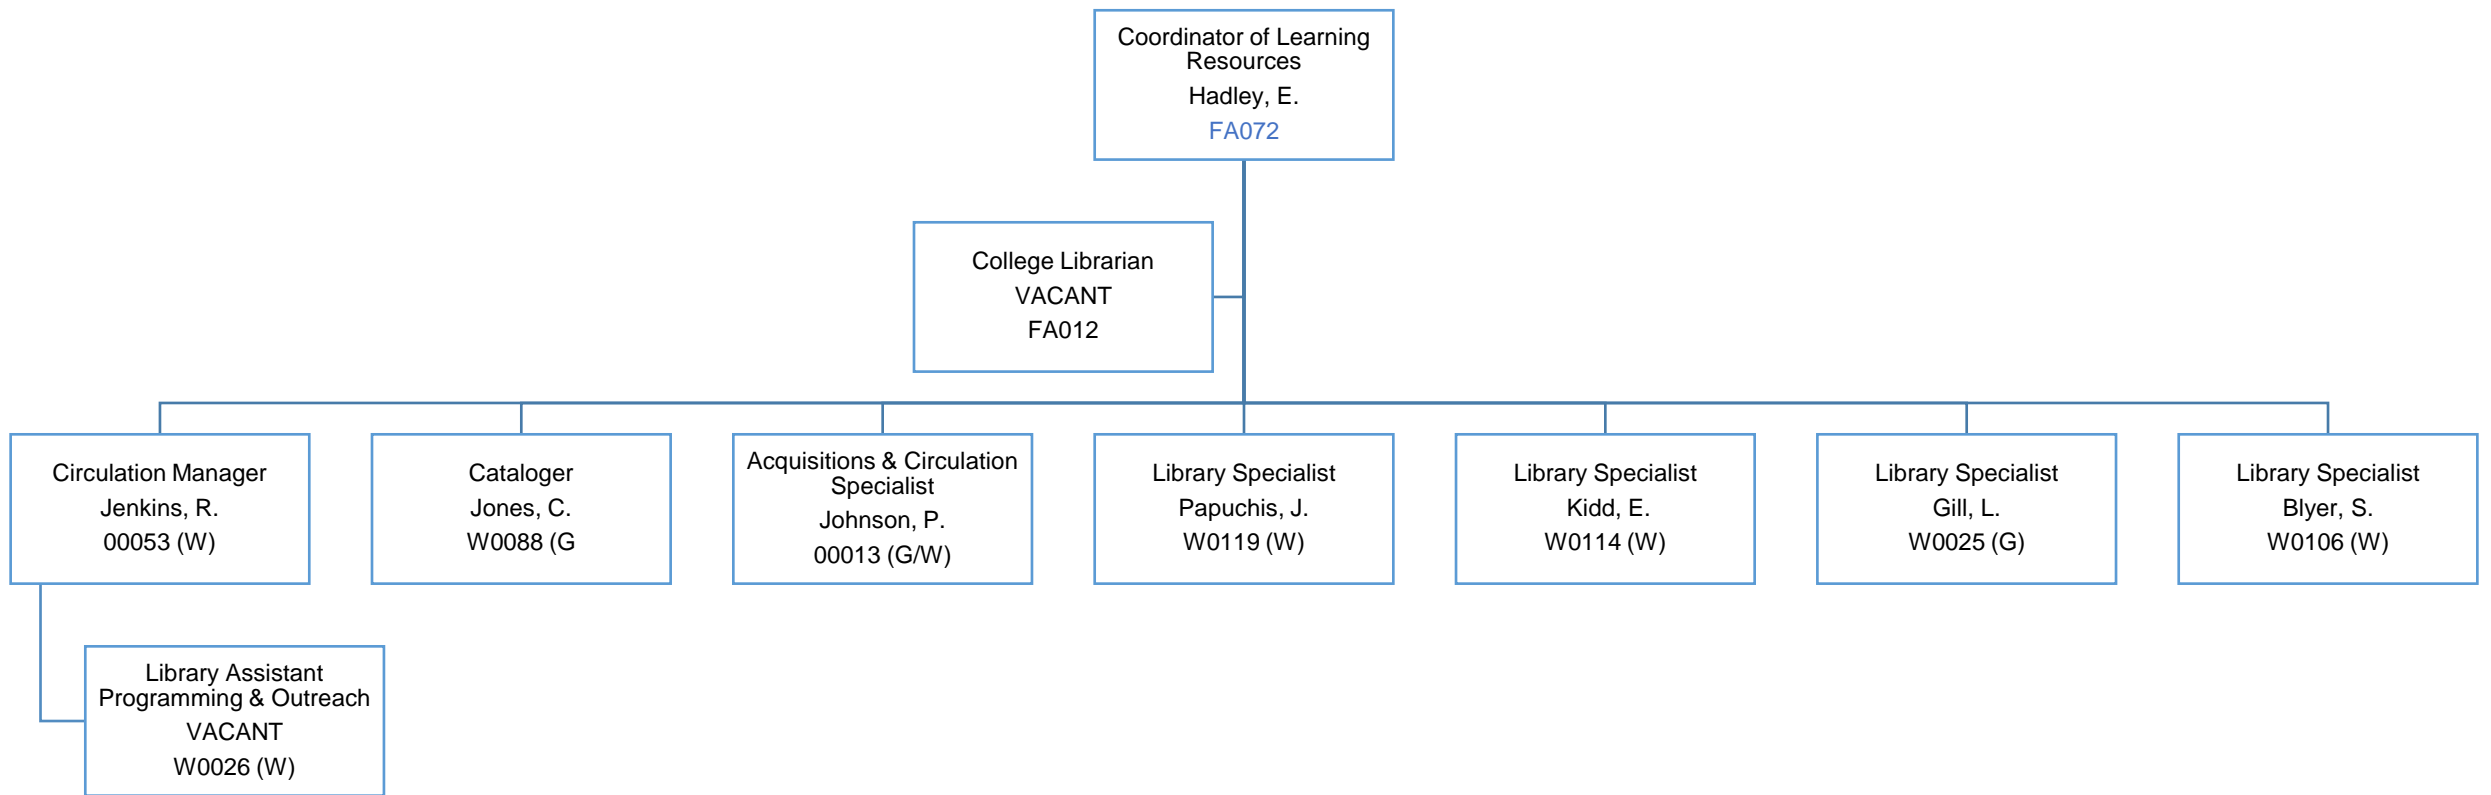 Coordinator of Learning
Resources
Hadley, E.
FA072
College Librarian
VACANT
FA012
Circulation Manager
Jenkins, R.
00053 (W)
Cataloger
Jones, C.
W0088 (G
Acquisitions & Circulation
Specialist
Johnson, P.
00013 (G/W)
Library Specialist
Papuchis, J.
W0119 (W)
Library Specialist
Kidd, E.
W0114 (W)
Library Specialist
Gill, L.
W0025 (G)
Library Specialist
Blyer, S.
W0106 (W)
Library Assistant
Programming & Outreach
VACANT
W0026 (W)